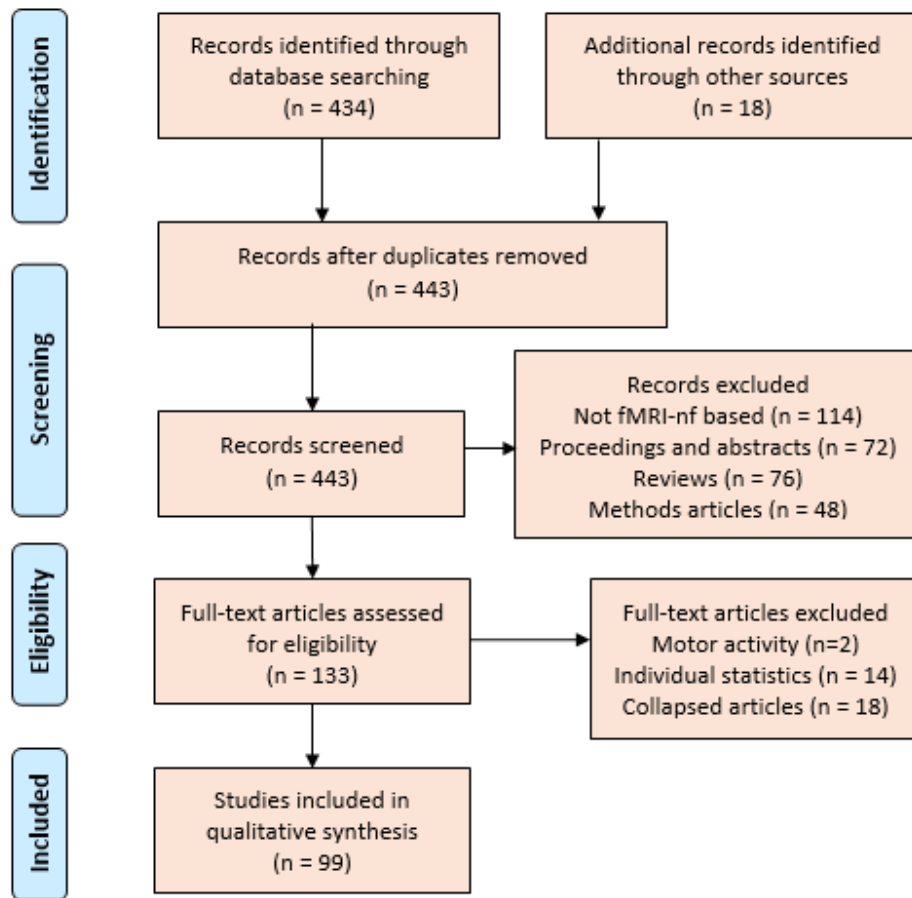 Identification
Records identified through
database searching
(n = 434)
Additional records identified
through other sources
(n = 18)
Records after duplicates removed
(n = 443)
Screening
Records screened
(n = 443)
Records excluded
Not fMRI-nf based (n = 114)
Proceedings and abstracts (n = 72)
Reviews (n = 76)
Methods articles (n = 48)
Eligibility
Full-text articles assessed
for eligibility
(n = 133)
Full-text articles excluded
Motor activity (n=2)
Individual statistics (n = 14)
Collapsed articles (n = 18)
Included
Studies included in
qualitative synthesis
(n = 99)